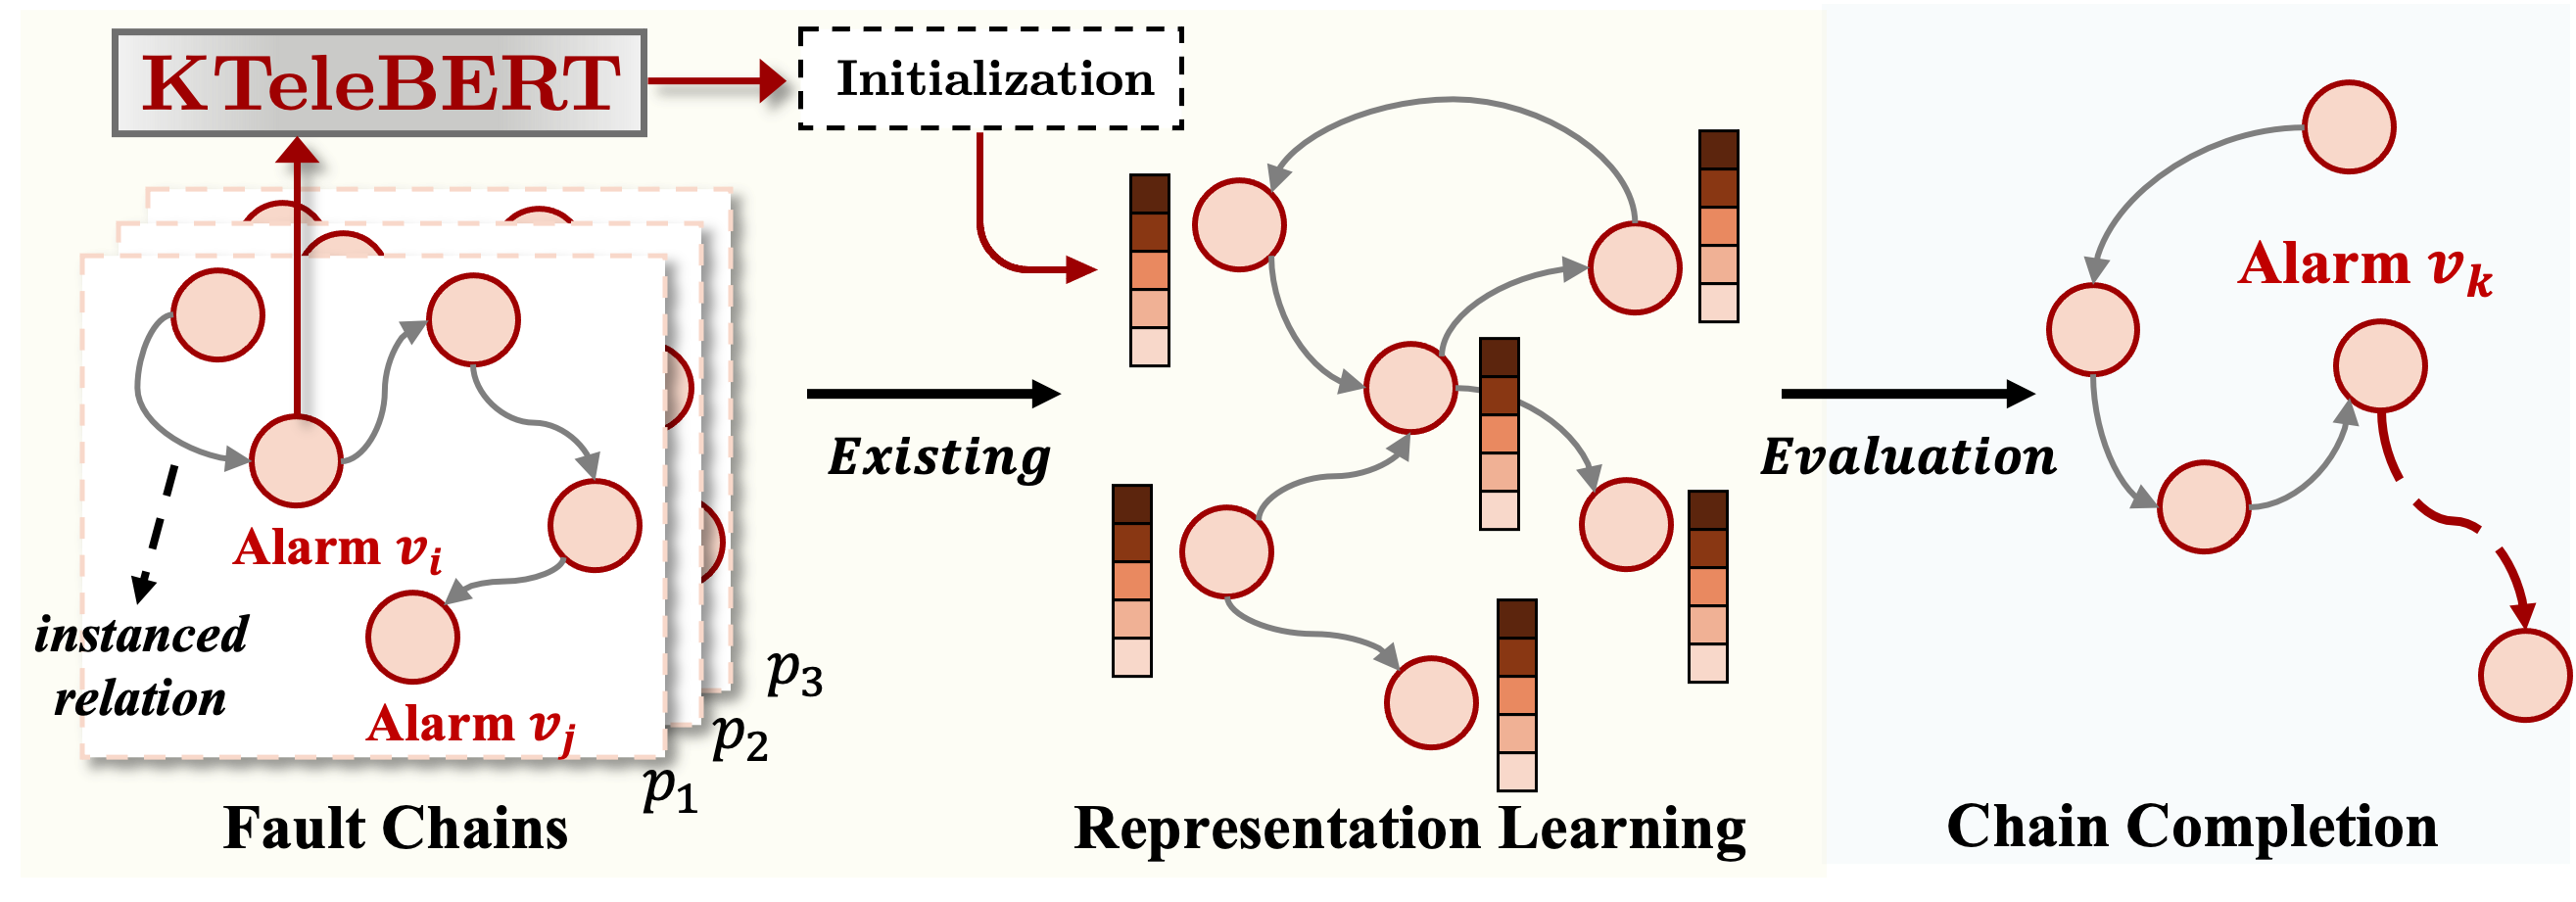 KTeleBERT
Initialization
Alarm v_k
Existing
Evaluation
Alarm v_i
instanced
relation
Alarm v_j
p_3
p_2
p_1
Fault Chains
Representation Learning
Chain Completion